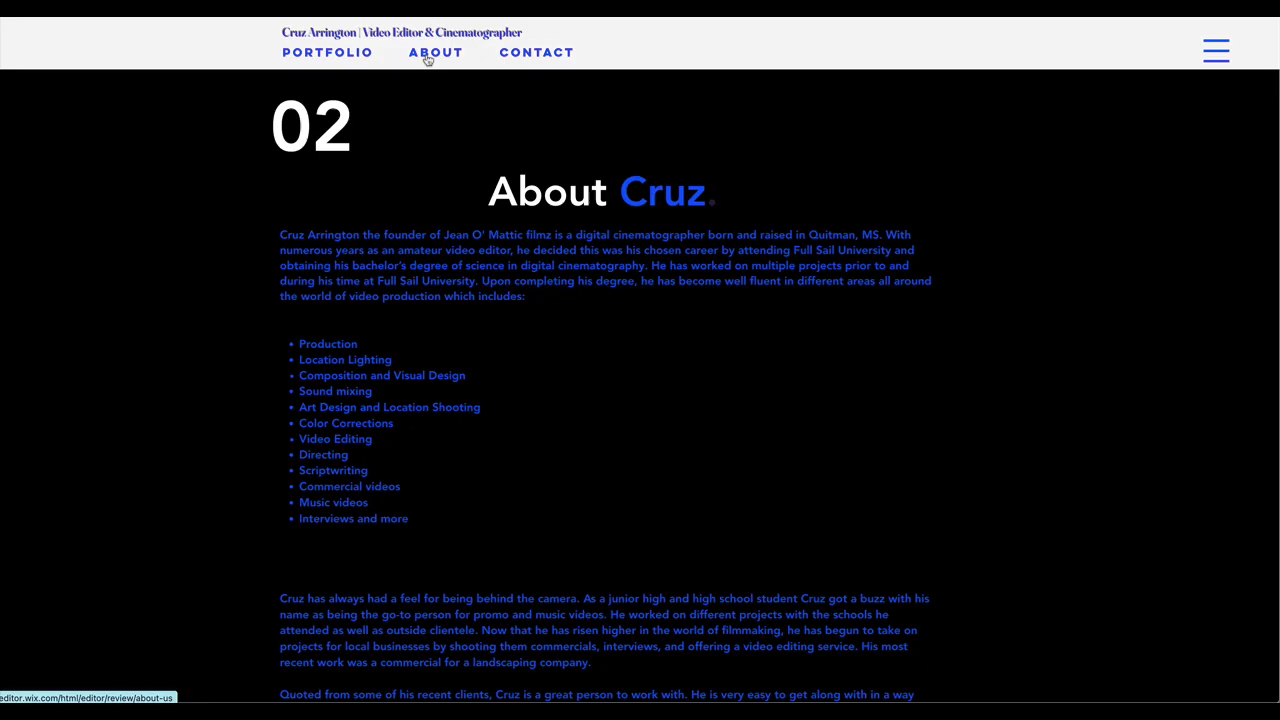 Cruz Arrington | Video Editor & Cinematographer
PORTFOLIO ABOUT CONTACT
02
About Cruz.
Cruz Arrington the founder of Jean O' Mattic filmz is a digital cinematographer born and raised in Quitman, MS. With
numerous years as an amateur video editor, he decided this was his chosen career by attending Full Sail University and
obtaining his bachelor's degree of science in digital cinematography. He has worked on multiple projects prior to and
during his time at Full Sail University. Upon completing his degree, he has become well fluent in different areas all around
the world of video production which includes:
• Production
• Location Lighting
• Composition and Visual Design
• Sound mixing
• Art Design and Location Shooting
• Color Corrections
• Video Editing
• Directing
• Scriptwriting
• Commercial videos
• Music videos
• Interviews and more
Cruz has always had a feel for being behind the camera. As a junior high and high school student Cruz got a buzz with his
name as being the go-to person for promo and music videos. He worked on different projects with the schools he
attended as well as outside clientele. Now that he has risen higher in the world of filmmaking, he has begun to take on
projects for local businesses by shooting them commercials, interviews, and offering a video editing service. His most
recent work was a commercial for a landscaping company.
Quoted from some of his recent clients, Cruz is a great person to work with. He is very easy to get along with in a way
editor.wix.com/html/editor/review/about-us